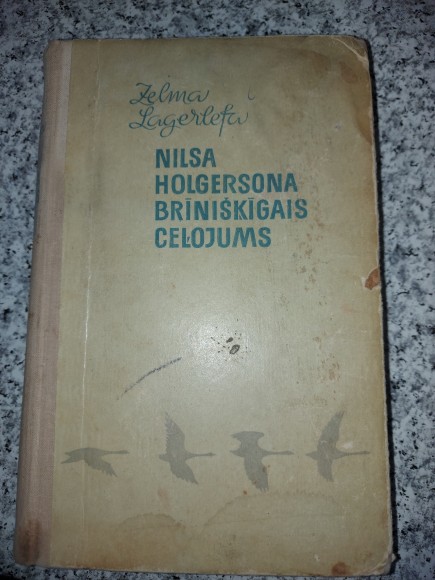 Zelma
Lagerlefa
NILSA
HOLGERSONA
BRĪNIŠĶĪGAIS
CEĻOJUMS